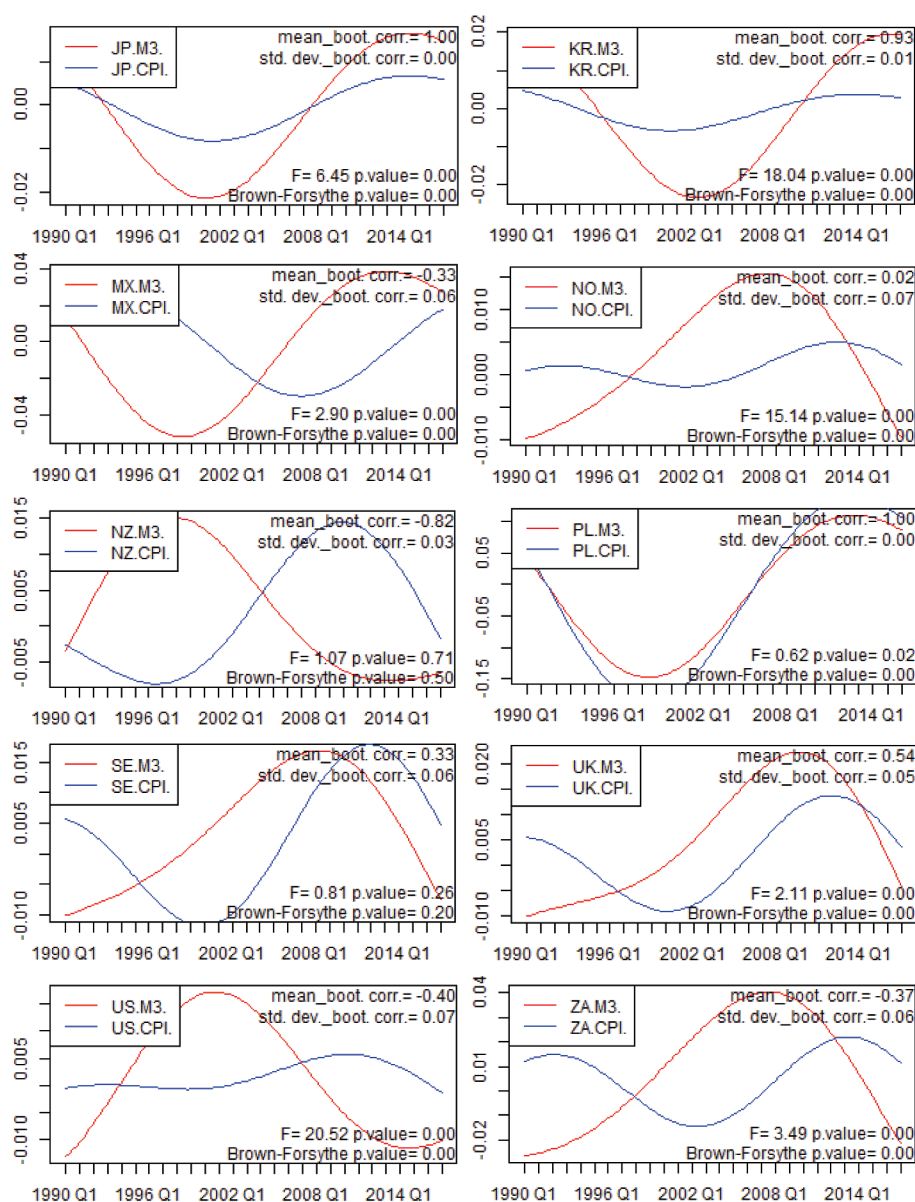 JP.M3.
JP.CPI.
mean_boot. corr.= 1.00
std. dev._boot. corr.= 0.00
F= 6.45 p.value= 0.00
Brown-Forsythe p.value= 0.00
0.00
-0.02
1990 Q1 1996 Q1 2002 Q1 2008 Q1 2014 Q1
KR.M3.
KR.CPI.
mean_boot. corr.= 0.93
std. dev._boot. corr.= 0.01
F= 18.04 p.value= 0.00
Brown-Forsythe p.value= 0.00
0.02
0.00
-0.02
1990 Q1 1996 Q1 2002 Q1 2008 Q1 2014 Q1
MX.M3.
MX.CPI.
mean_boot. corr.= -0.33
std. dev._boot. corr.= 0.06
F= 2.90 p.value= 0.00
Brown-Forsythe p.value= 0.00
0.04
0.00
-0.04
1990 Q1 1996 Q1 2002 Q1 2008 Q1 2014 Q1
NO.M3.
NO.CPI.
mean_boot. corr.= 0.02
std. dev._boot. corr.= 0.07
F= 15.14 p.value= 0.00
Brown-Forsythe p.value= 0.00
0.010
0.000
-0.010
1990 Q1 1996 Q1 2002 Q1 2008 Q1 2014 Q1
NZ.M3.
NZ.CPI.
mean_boot. corr.= -0.82
std. dev._boot. corr.= 0.03
F= 1.07 p.value= 0.71
Brown-Forsythe p.value= 0.50
0.015
0.005
-0.005
1990 Q1 1996 Q1 2002 Q1 2008 Q1 2014 Q1
PL.M3.
PL.CPI.
mean_boot. corr.= 1.00
std. dev._boot. corr.= 0.00
F= 0.62 p.value= 0.02
Brown-Forsythe p.value= 0.00
0.05
-0.05
-0.15
1990 Q1 1996 Q1 2002 Q1 2008 Q1 2014 Q1
SE.M3.
SE.CPI.
mean_boot. corr.= 0.33
std. dev._boot. corr.= 0.06
F= 0.81 p.value= 0.26
Brown-Forsythe p.value= 0.20
0.015
0.005
-0.010
1990 Q1 1996 Q1 2002 Q1 2008 Q1 2014 Q1
UK.M3.
UK.CPI.
mean_boot. corr.= 0.54
std. dev._boot. corr.= 0.05
F= 2.11 p.value= 0.00
Brown-Forsythe p.value= 0.00
0.020
0.005
-0.010
1990 Q1 1996 Q1 2002 Q1 2008 Q1 2014 Q1
US.M3.
US.CPI.
mean_boot. corr.= -0.40
std. dev._boot. corr.= 0.07
F= 20.52 p.value= 0.00
Brown-Forsythe p.value= 0.00
0.005
-0.010
1990 Q1 1996 Q1 2002 Q1 2008 Q1 2014 Q1
ZA.M3.
ZA.CPI.
mean_boot. corr.= -0.37
std. dev._boot. corr.= 0.06
F= 3.49 p.value= 0.00
Brown-Forsythe p.value= 0.00
0.04
0.01
-0.02
1990 Q1 1996 Q1 2002 Q1 2008 Q1 2014 Q1